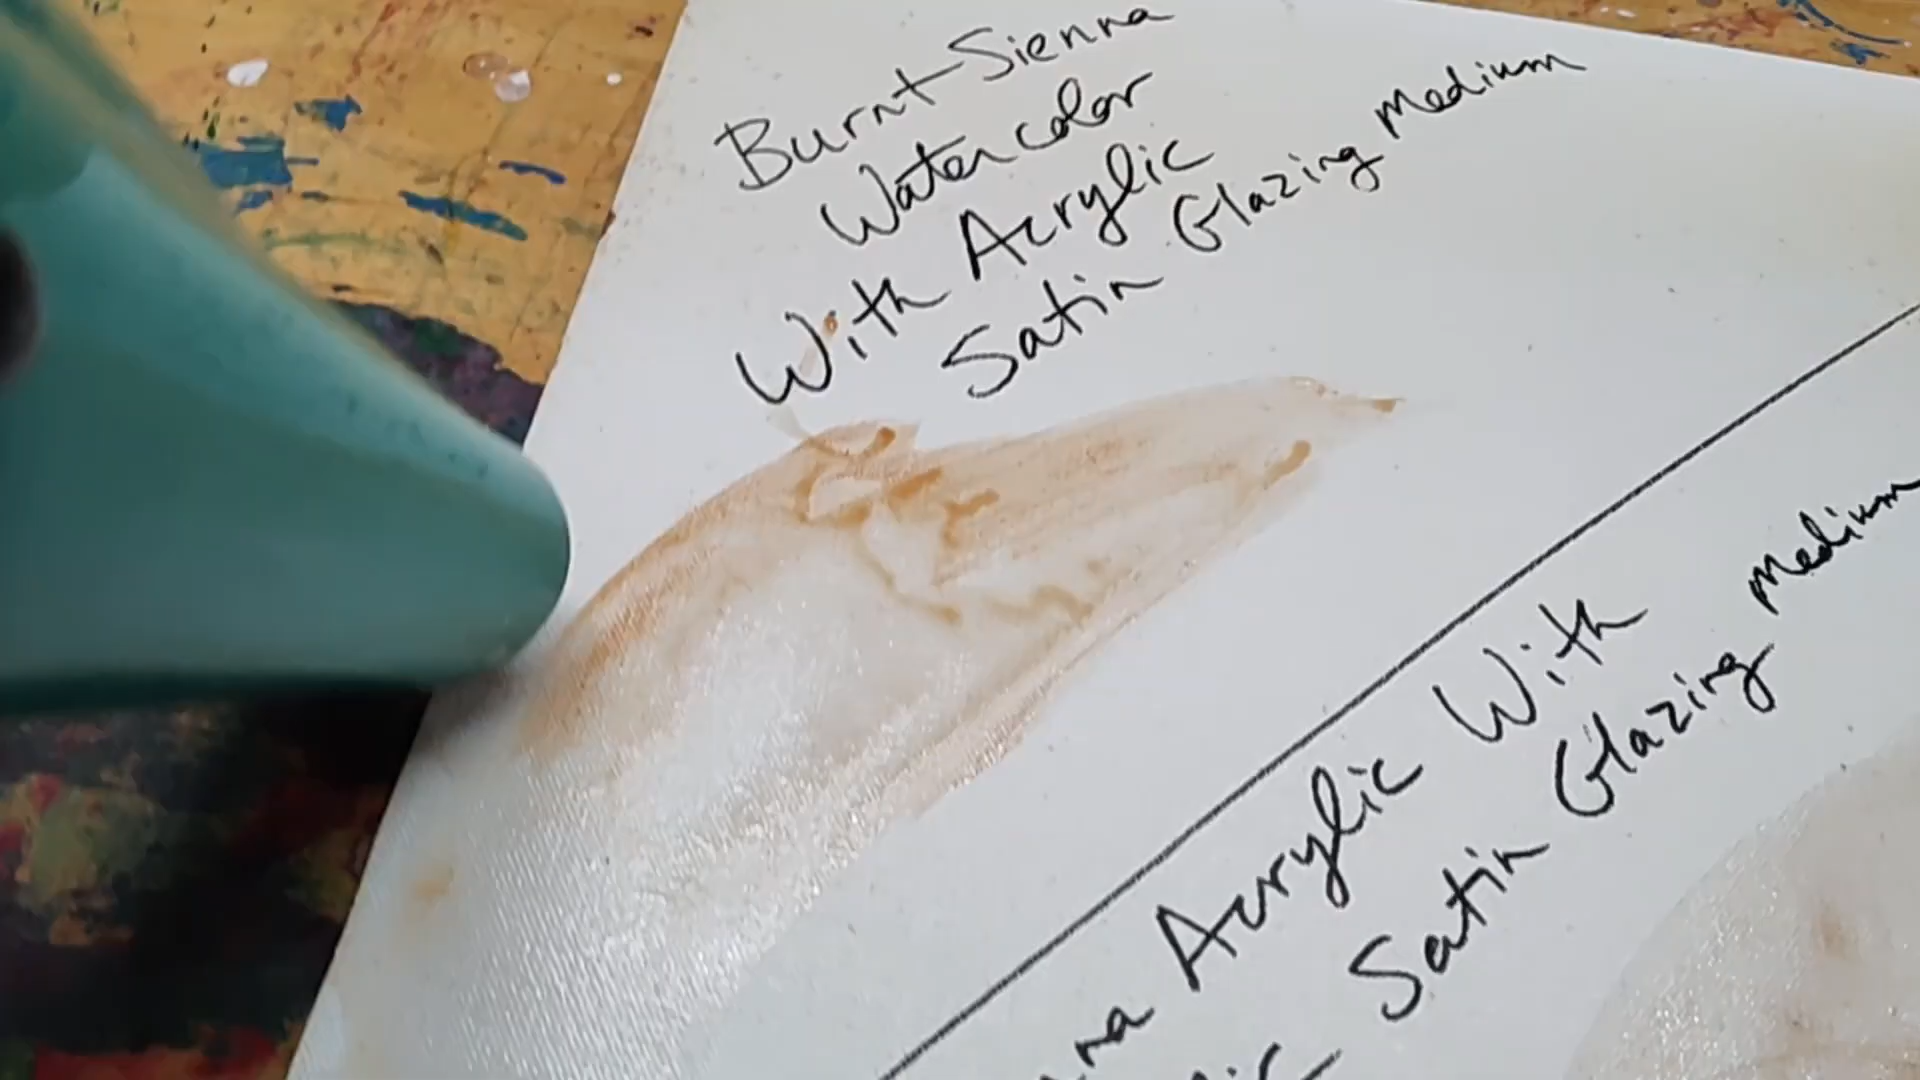 Burnt Sienna
Watercolor
With Acrylic
Satin Glazing Medium
Acrylic With
Satin Glazing Medium